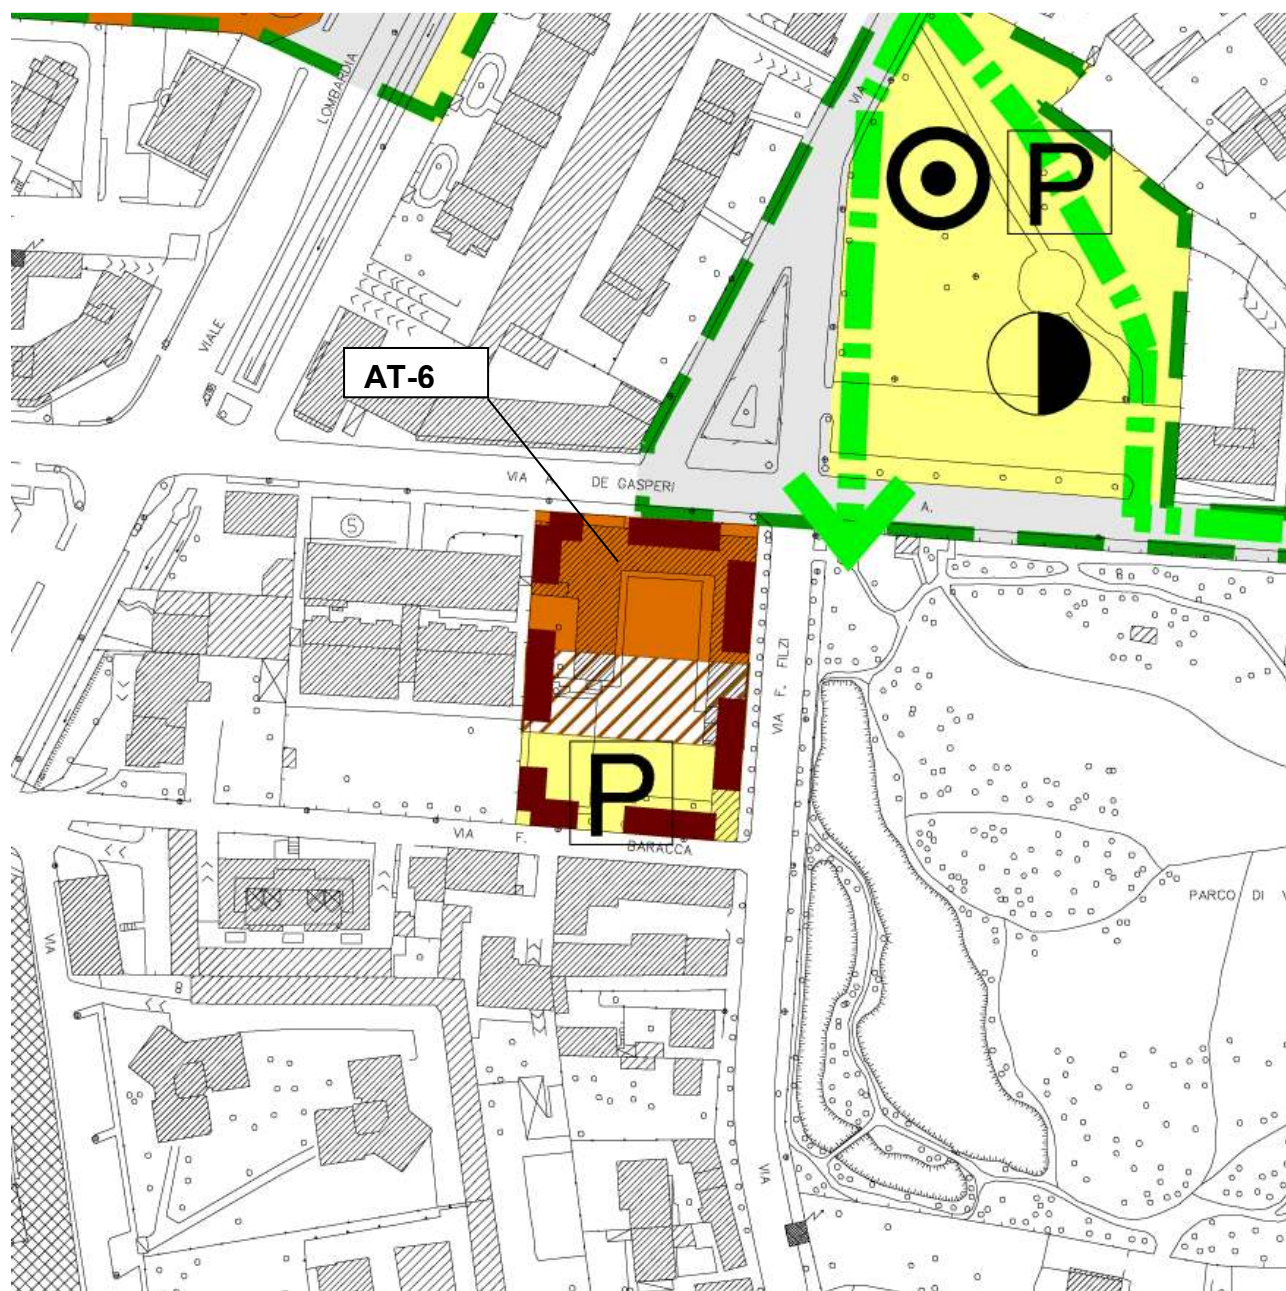 LOMBARDIA
VIA
P
VIALE
AT-6
VIA A. DE GASPERI
A.
5
VIA F. FILZI
P
VIA F. BARACCA
PARCO DI V
VIA
VIA